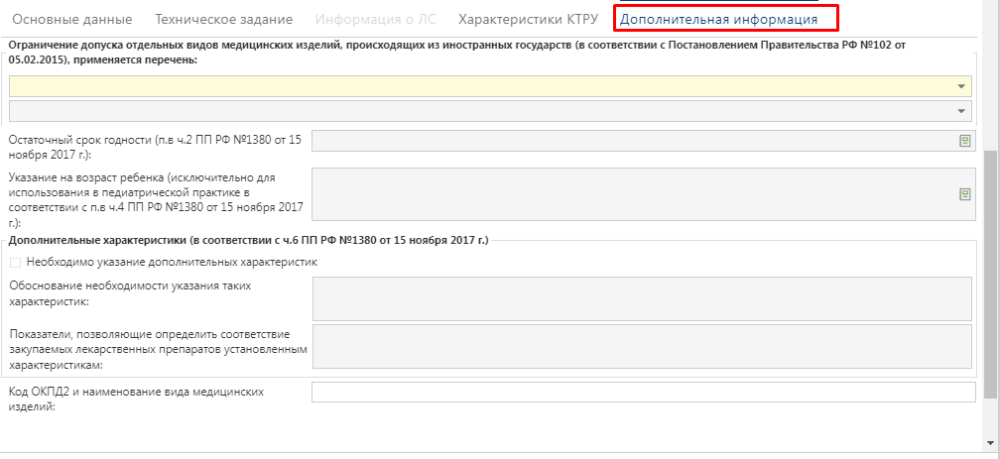 Основные данные Техническое задание Информация о ЛС Характеристики КТРУ Дополнительная информация
Ограничение допуска отдельных видов медицинских изделий, происходящих из иностранных государств (в соответствии с Постановлением Правительства РФ №102 от
05.02.2015), применяется перечень:
Остаточный срок годности (п.в ч.2 ПП РФ №1380 от 15
ноября 2017 г.):
Указание на возраст ребенка (исключительно для
использования в педиатрической практике в
соответствии с п.в ч.4 ПП РФ №1380 от 15 ноября 2017
г.):
Дополнительные характеристики (в соответствии с ч.6 ПП РФ №1380 от 15 ноября 2017 г.)
Необходимо указание дополнительных характеристик
Обоснование необходимости указания таких
характеристик:
Показатели, позволяющие определить соответствие
закупаемых лекарственных препаратов установленным
характеристикам:
Код ОКПД2 и наименование вида медицинских
изделий: